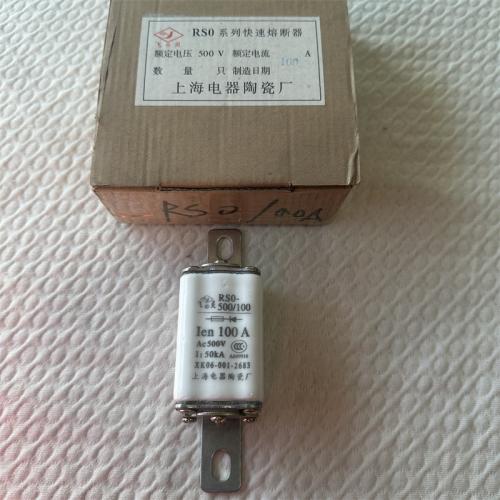 RS0 系列快速熔断器
额定电压 500 V 额定电流 100 A
数 量 只 制造日期
上海电器陶瓷厂
RS0/100A
RS0-
500/100
Ien 100 A
Ac500V
I1 50kA
XK06-001-2683
上海电器陶瓷厂